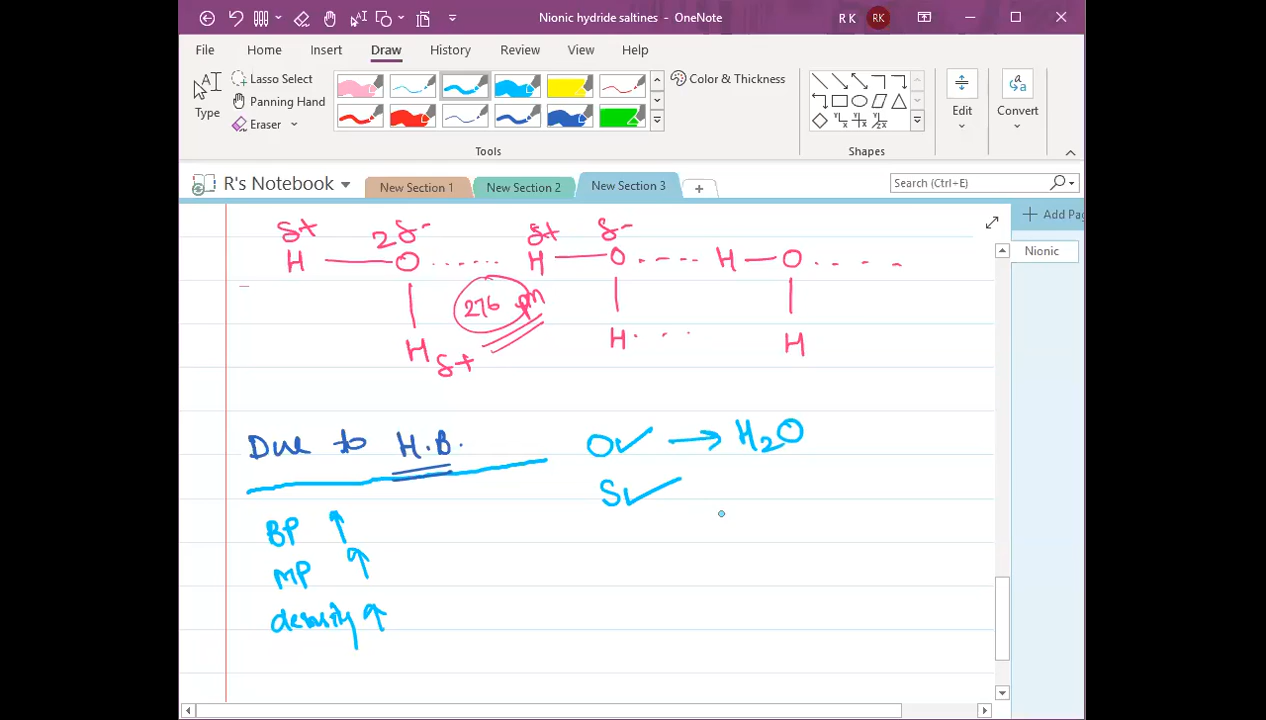 Nionic hydride saltines - OneNote
R K RK
File Home Insert Draw History Review View Help
Type
Lasso Select
Panning Hand
Eraser
Color & Thickness
Edit
Convert
Tools
Shapes
R's Notebook
New Section 1 New Section 2 New Section 3
Search (Ctrl+E)
Add Pag
Nionic
δ+ 2δ- δ+ δ-
H — O ...... H — O ..... H — O .....
276 pm
H δ+ H... H
Due to H.B. O✓ → H2O
S✓
BP ↑
MP ↑
density ↑